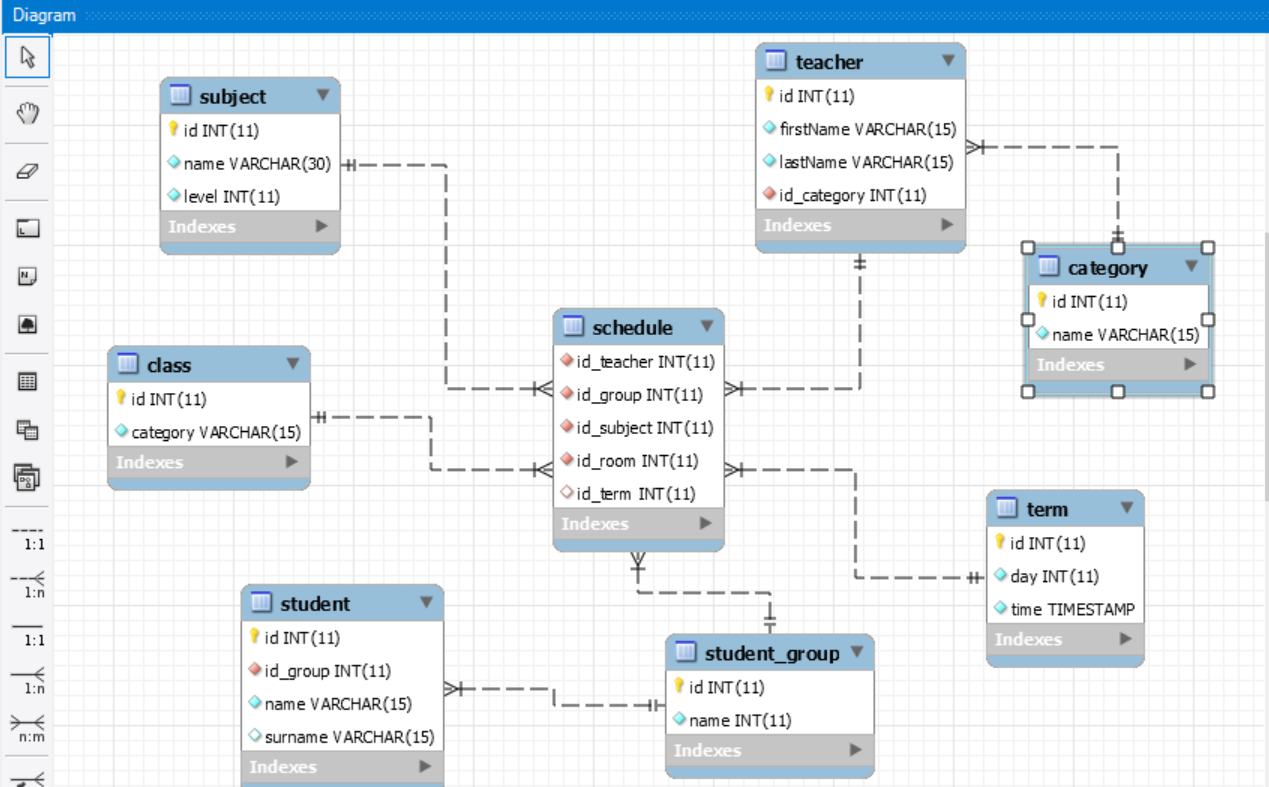 Diagram
subject
id INT(11)
name VARCHAR(30)
level INT(11)
Indexes
teacher
id INT(11)
firstName VARCHAR(15)
lastName VARCHAR(15)
id_category INT(11)
Indexes
category
id INT(11)
name VARCHAR(15)
Indexes
class
id INT(11)
category VARCHAR(15)
Indexes
schedule
id_teacher INT(11)
id_group INT(11)
id_subject INT(11)
id_room INT(11)
id_term INT(11)
Indexes
term
id INT(11)
day INT(11)
time TIMESTAMP
Indexes
student
id INT(11)
id_group INT(11)
name VARCHAR(15)
surname VARCHAR(15)
Indexes
student_group
id INT(11)
name INT(11)
Indexes
1:1
1:n
1:1
1:n
n:m